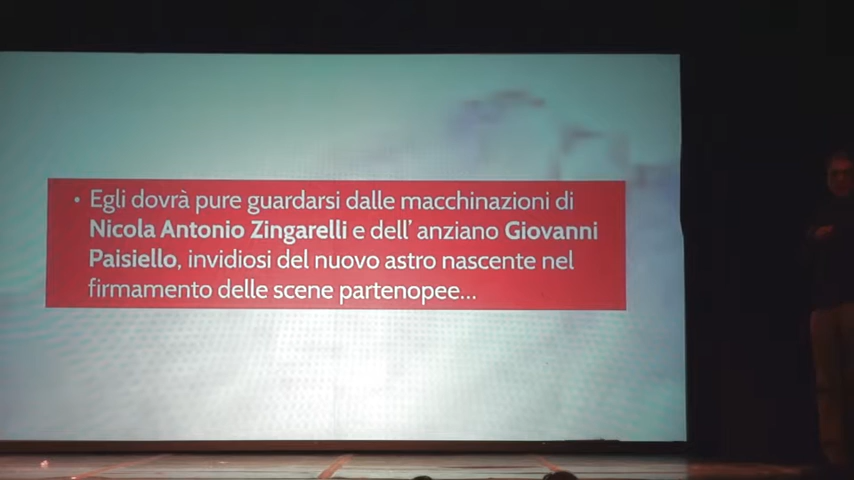 • Egli dovrà pure guardarsi dalle macchinazioni di
Nicola Antonio Zingarelli e dell' anziano Giovanni
Paisiello, invidiosi del nuovo astro nascente nel
firmamento delle scene partenopee...